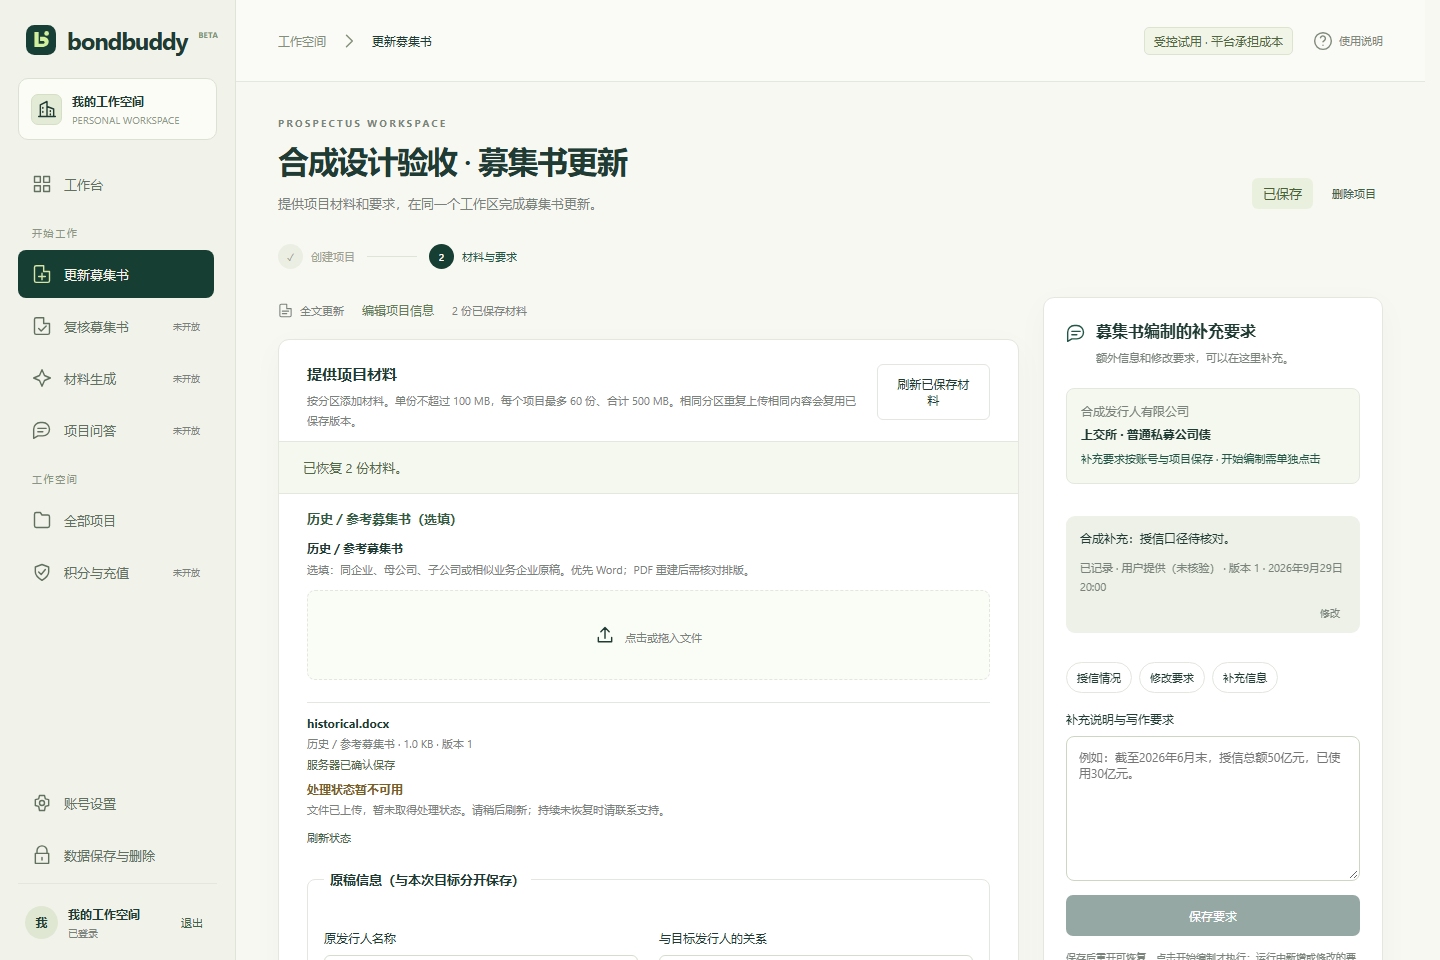 bondbuddy BETA
我的工作空间
PERSONAL WORKSPACE
工作台
开始工作
更新募集书
复核募集书 未开放
材料生成 未开放
项目问答 未开放
工作空间
全部项目
积分与充值 未开放
账号设置
数据保存与删除
我 我的工作空间
已登录
退出
工作空间 > 更新募集书
受控试用 · 平台承担成本
使用说明
PROSPECTUS WORKSPACE
合成设计验收 · 募集书更新
提供项目材料和要求，在同一个工作区完成募集书更新。
已保存
删除项目
✓ 创建项目
2 材料与要求
全文更新 编辑项目信息 2 份已保存材料
提供项目材料
按分区添加材料。单份不超过 100 MB，每个项目最多 60 份、合计 500 MB。相同分区重复上传相同内容会复用已
保存版本。
刷新已保存材
料
已恢复 2 份材料。
历史 / 参考募集书（选填）
历史 / 参考募集书
选填：同企业、母公司、子公司或相似业务企业原稿。优先 Word；PDF 重建后需核对排版。
点击或拖入文件
historical.docx
历史 / 参考募集书 · 1.0 KB · 版本 1
服务器已确认保存
处理状态暂不可用
文件已上传，暂未取得处理状态。请稍后刷新；持续未恢复时请联系支持。
刷新状态
原稿信息（与本次目标分开保存）
原发行人名称
与目标发行人的关系
募集书编制的补充要求
额外信息和修改要求，可以在这里补充。
合成发行人有限公司
上交所 · 普通私募公司债
补充要求按账号与项目保存 · 开始编制需单独点击
合成补充：授信口径待核对。
已记录 · 用户提供（未核验） · 版本 1 · 2026年9月29日
20:00
修改
授信情况 修改要求 补充信息
补充说明与写作要求
例如：截至2026年6月末，授信总额50亿元，已使
用30亿元。
保存要求
保存后重开可恢复。点击开始编制才执行；运行中新增或修改的要